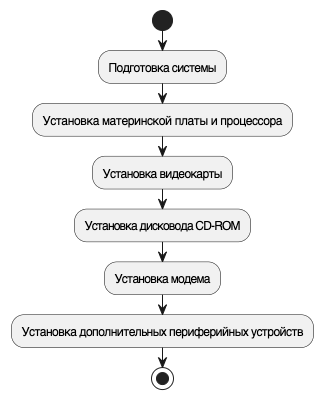 Подготовка системы
Установка материнской платы и процессора
Установка видеокарты
Установка дисковода CD-ROM
Установка модема
Установка дополнительных периферийных устройств